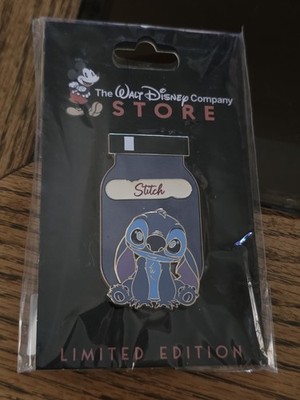 The WALT DISNEY Company
STORE
Stitch
LIMITED EDITION